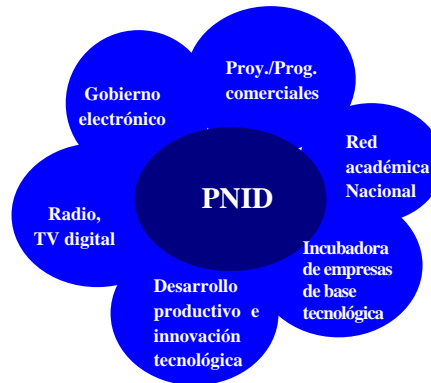 Proy./Prog.
comerciales
Gobierno
electrónico
Red
académica
Nacional
PNID
Radio,
TV digital
Incubadora
de empresas
de base
tecnológica
Desarrollo
productivo e
innovación
tecnológica